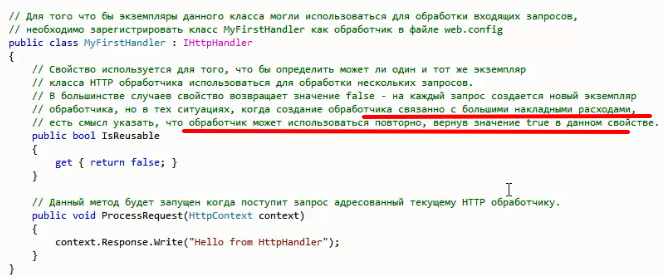 // Для того что бы экземпляры данного класса могли использоваться для обработки входящих запросов,
// необходимо зарегистрировать класс MyFirstHandler как обработчик в файле web.config
public class MyFirstHandler : IHttpHandler
{
// Свойство используется для того, что бы определить может ли один и тот же экземпляр
// класса HTTP обработчика использоваться для обработки нескольких запросов.
// В большинстве случаев свойство возвращает значение false - на каждый запрос создается новый экземпляр
// обработчика, но в тех ситуациях, когда создание обработчика связанно с большими накладными расходами,
// есть смысл указать, что обработчик может использоваться повторно, вернув значение true в данном свойстве.
public bool IsReusable
{
get { return false; }
}
// Данный метод будет запущен когда поступит запрос адресованный текущему HTTP обработчику.
public void ProcessRequest(HttpContext context)
{
context.Response.Write("Hello from HttpHandler");
}
}